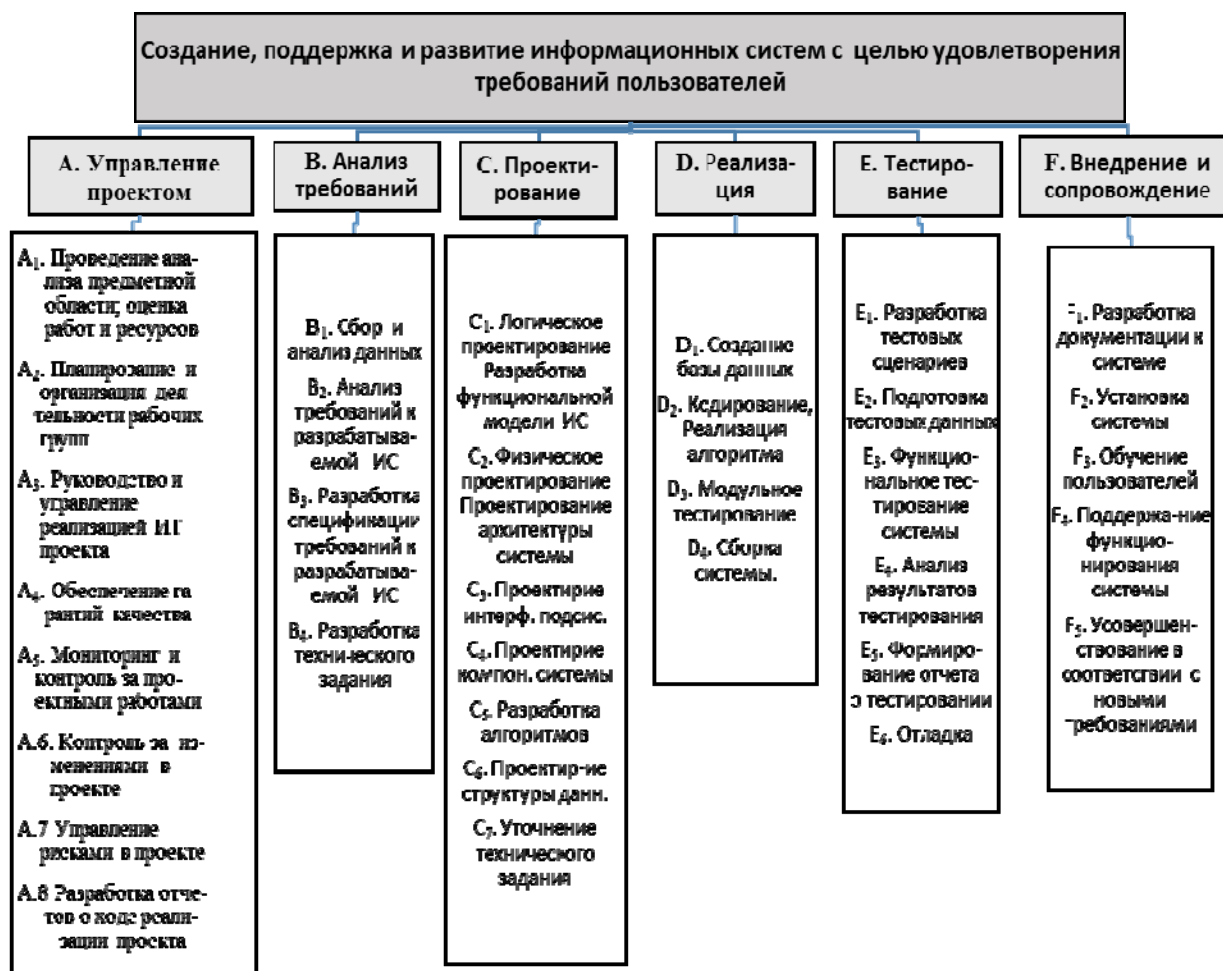 Создание, поддержка и развитие информационных систем с целью удовлетворения
требований пользователей
A. Управление
проектом
B. Анализ
требований
C. Проекти-
рование
D. Реализа-
ция
E. Тестиро-
вание
F. Внедрение и
сопровождение
A1. Проведение ана-
лиза предметной
области; оценка
работ и ресурсов
A2. Планирование и
организация дея
тельности рабочих
групп
A3. Руководство и
управление
реализацией ИТ
проекта
A4. Обеспечение га
рантий качества
A5. Мониторинг и
контроль за про-
ектными работами
A.6. Контроль за из-
менениями в
проекте
A.7 Управление
рисками в проекте
A.8 Разработка отче-
тов о ходе реали-
зации проекта
B1. Сбор и
анализ данных
B2. Анализ
требований к
разрабатыва-
емой ИС
B3. Разработка
спецификации
требований к
разрабатыва-
емой ИС
B4. Разработка
технического
задания
C1. Логическое
проектирование
Разработка
функциональной
модели ИС
C2. Физическое
проектирование
Проектирование
архитектуры
системы
C3. Проектирие
интерф. подсис.
C4. Проектирие
компон. системы
C5. Разработка
алгоритмов
C6. Проектир-ие
структуры данн.
C7. Уточнение
технического
задания
D1. Создание
базы данных
D2. Кодирование,
Реализация
алгоритма
D3. Модульное
тестирование
D4. Сборка
системы.
E1. Разработка
тестовых
сценариев
E2. Подготовка
тестовых данных
E3. Функцио-
нальное тес-
тирование
системы
E4. Анализ
результатов
тестирования
E5. Формиро-
вание отчета
о тестировании
E6. Отладка
F1. Разработка
документации к
системе
F2. Установка
системы
F3. Обучение
пользователей
F4. Поддержа-ние
функцио-
нирования
системы
F5. Усовершен-
ствование в
соответствии с
новыми
требованиями